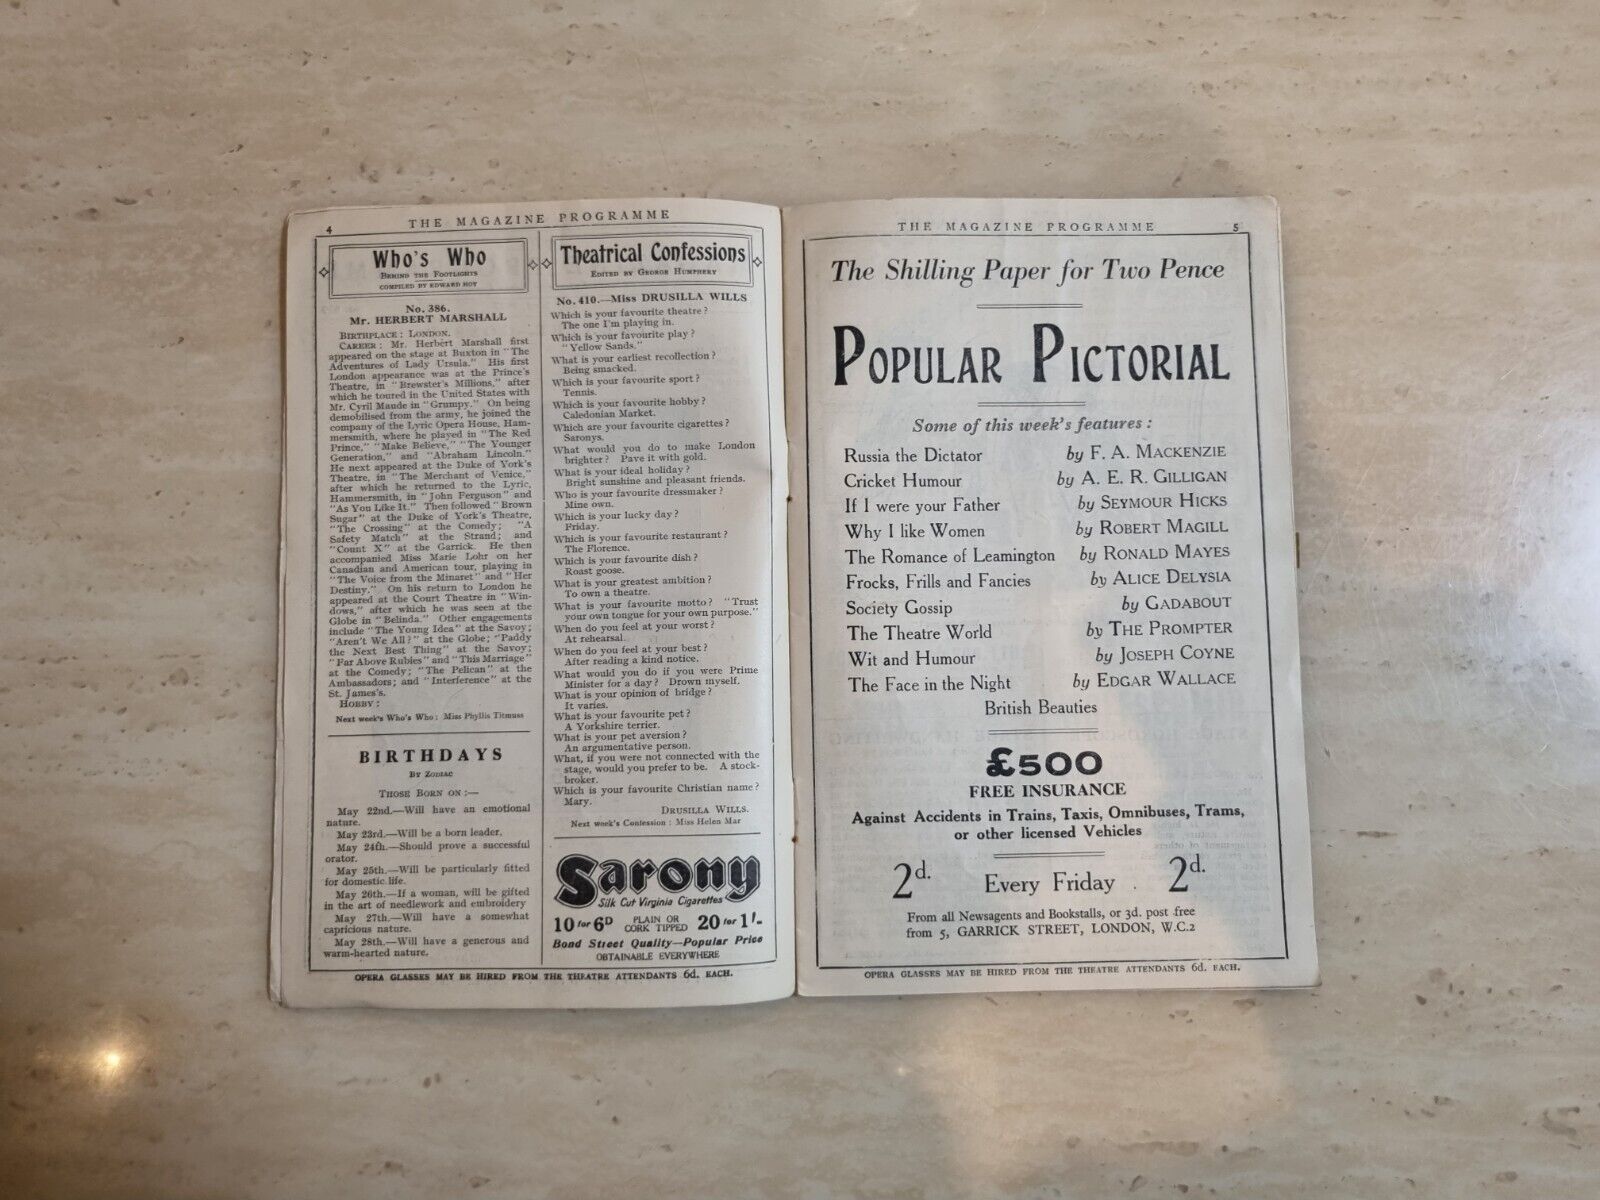 4
THE MAGAZINE PROGRAMME
Who's Who
BEHIND THE FOOTLIGHTS
COMPILED BY EDWARD HOY
No. 386.
Mr. HERBERT MARSHALL
BIRTHPLACE : LONDON.
CAREER : Mr. Herbert Marshall first
appeared on the stage at Buxton in "The
Adventures of Lady Ursula." His first
London appearance was at the Prince's
Theatre, in "Brewster's Millions," after
which he toured in the United States with
Mr. Cyril Maude in "Grumpy." On being
demobilised from the army, he joined the
company of the Lyric Opera House, Ham-
mersmith, where he played in "The Red
Prince," "Make Believe," "The Younger
Generation," and "Abraham Lincoln."
He next appeared at the Duke of York's
Theatre, in "The Merchant of Venice,"
after which he returned to the Lyric,
Hammersmith, in "John Ferguson" and
"As You Like It." Then followed "Brown
Sugar" at the Duke of York's Theatre,
"The Crossing" at the Comedy; "A
Safety Match" at the Strand; and
"Count X" at the Garrick. He then
accompanied Miss Marie Lohr on her
Canadian and American tour, playing in
"The Voice from the Minaret" and "Her
Destiny." On his return to London he
appeared at the Court Theatre in "Win-
dows," after which he was seen at the
Globe in "Belinda." Other engagements
include "The Young Idea" at the Savoy;
"Aren't We All?" at the Globe; "Paddy
the Next Best Thing" at the Savoy;
"Far Above Rubies" and "This Marriage"
at the Comedy; "The Pelican" at the
Ambassadors; and "Interference" at the
St. James's.
HOBBY :
Next week's Who's Who : Miss Phyllis Titmuss
BIRTHDAYS
BY ZODIAC
THOSE BORN ON :—
May 22nd.—Will have an emotional
nature.
May 23rd.—Will be a born leader.
May 24th.—Should prove a successful
orator.
May 25th.—Will be particularly fitted
for domestic life.
May 26th.—If a woman, will be gifted
in the art of needlework and embroidery
May 27th.—Will have a somewhat
capricious nature.
May 28th.—Will have a generous and
warm-hearted nature.
Theatrical Confessions
EDITED BY GEORGE HUMPHERY
No. 410.—Miss DRUSILLA WILLS
Which is your favourite theatre?
The one I'm playing in.
Which is your favourite play?
"Yellow Sands."
What is your earliest recollection?
Being smacked.
Which is your favourite sport?
Tennis.
Which is your favourite hobby?
Caledonian Market.
Which are your favourite cigarettes?
Saronys.
What would you do to make London
brighter? Pave it with gold.
What is your ideal holiday?
Bright sunshine and pleasant friends.
Who is your favourite dressmaker?
Mine own.
Which is your lucky day?
Friday.
Which is your favourite restaurant?
The Florence.
Which is your favourite dish?
Roast goose.
What is your greatest ambition?
To own a theatre.
What is your favourite motto? "Trust
your own tongue for your own purpose."
When do you feel at your worst?
At rehearsal.
When do you feel at your best?
After reading a kind notice.
What would you do if you were Prime
Minister for a day? Drown myself.
What is your opinion of bridge?
It varies.
What is your favourite pet?
A Yorkshire terrier.
What is your pet aversion?
An argumentative person.
What, if you were not connected with the
stage, would you prefer to be. A stock-
broker.
Which is your favourite Christian name?
Mary.
DRUSILLA WILLS.
Next week's Confession : Miss Helen Mar
Sarony
Silk Cut Virginia Cigarettes
10 for 6D PLAIN OR CORK TIPPED 20 for 1/-
Bond Street Quality—Popular Price
OBTAINABLE EVERYWHERE
OPERA GLASSES MAY BE HIRED FROM THE THEATRE ATTENDANTS 6d. EACH.
THE MAGAZINE PROGRAMME
5
The Shilling Paper for Two Pence
POPULAR PICTORIAL
Some of this week's features :
Russia the Dictator by F. A. MACKENZIE
Cricket Humour by A. E. R. GILLIGAN
If I were your Father by SEYMOUR HICKS
Why I like Women by ROBERT MAGILL
The Romance of Leamington by RONALD MAYES
Frocks, Frills and Fancies by ALICE DELYSIA
Society Gossip by GADABOUT
The Theatre World by THE PROMPTER
Wit and Humour by JOSEPH COYNE
The Face in the Night by EDGAR WALLACE
British Beauties
£500
FREE INSURANCE
Against Accidents in Trains, Taxis, Omnibuses, Trams,
or other licensed Vehicles
2d. Every Friday . 2d.
From all Newsagents and Bookstalls, or 3d. post free
from 5, GARRICK STREET, LONDON, W.C.2
OPERA GLASSES MAY BE HIRED FROM THE THEATRE ATTENDANTS 6d. EACH.